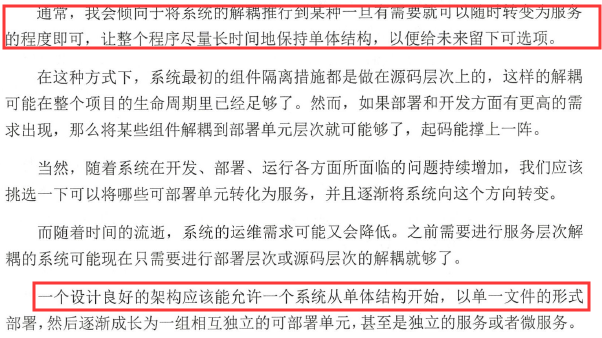 通常，我会倾向于将系统的解耦推行到某种一旦有需要就可以随时转变为服务
的程度即可，让整个程序尽量长时间地保持单体结构，以便给未来留下可选项。
在这种方式下，系统最初的组件隔离措施都是做在源码层次上的，这样的解耦
可能在整个项目的生命周期里已经足够了。然而，如果部署和开发方面有更高的需
求出现，那么将某些组件解耦到部署单元层次就可能够了，起码能撑上一阵。
当然，随着系统在开发、部署、运行各方面所面临的问题持续增加，我们应该
挑选一下可以将哪些可部署单元转化为服务，并且逐渐将系统向这个方向转变。
而随着时间的流逝，系统的运维需求可能又会降低。之前需要进行服务层次解
耦的系统可能现在只需要进行部署层次或源码层次的解耦就够了。
一个设计良好的架构应该能允许一个系统从单体结构开始，以单一文件的形式
部署，然后逐渐成长为一组相互独立的可部署单元，甚至是独立的服务或者微服务。